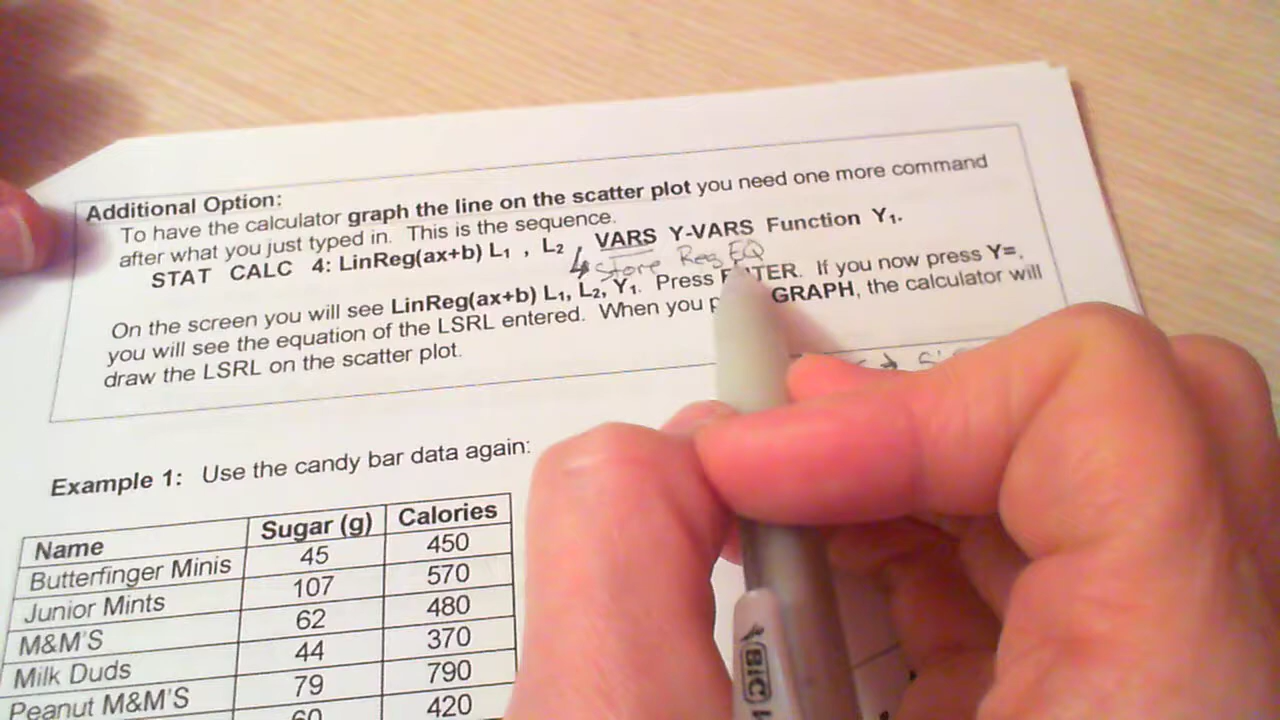 Additional Option:
To have the calculator graph the line on the scatter plot you need one more command
after what you just typed in. This is the sequence.
STAT CALC 4: LinReg(ax+b) L₁ , L₂ , VARS Y-VARS Function Y₁.
↳ Store Reg EQ
On the screen you will see LinReg(ax+b) L₁, L₂, Y₁. Press ENTER. If you now press Y=,
you will see the equation of the LSRL entered. When you GRAPH, the calculator will
draw the LSRL on the scatter plot.
Example 1: Use the candy bar data again:
Name Sugar (g) Calories
Butterfinger Minis 45 450
Junior Mints 107 570
M&M'S 62 480
Milk Duds 44 370
Peanut M&M'S 79 790
60 420
BIC